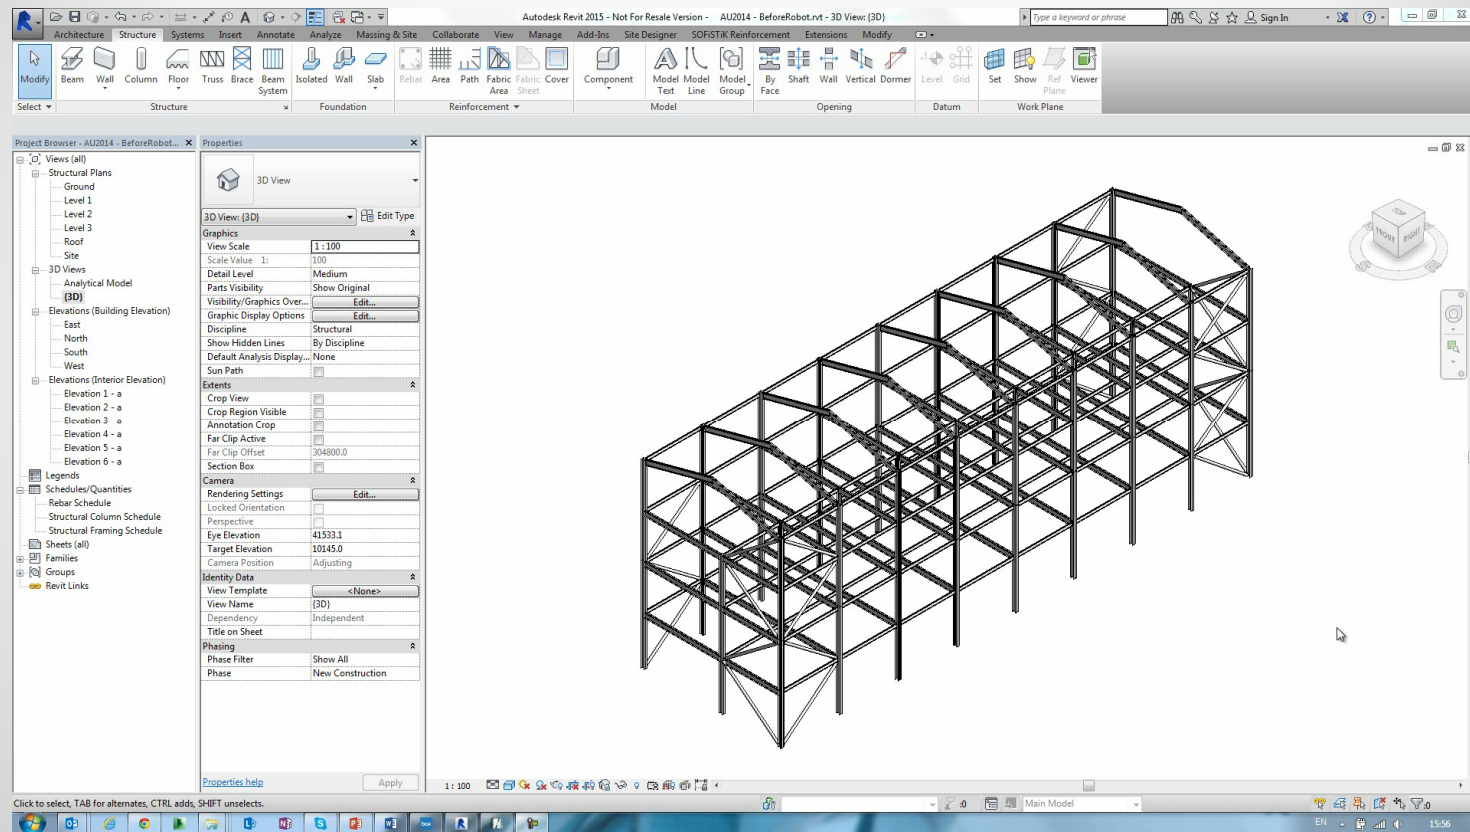 Autodesk Revit 2015 - Not For Resale Version - AU2014 - BeforeRobot.rvt - 3D View: {3D}
Type a keyword or phrase
Sign In
Architecture Structure Systems Insert Annotate Analyze Massing & Site Collaborate View Manage Add-Ins Site Designer SOFiSTiK Reinforcement Extensions Modify
Modify Beam Wall Column Floor Truss Brace Beam System Isolated Wall Slab Rebar Area Path Fabric Area Fabric Sheet Cover Component Model Text Model Line Model Group By Face Shaft Wall Vertical Dormer Level Grid Set Show Ref Plane Viewer
Select Structure Foundation Reinforcement Model Opening Datum Work Plane
Project Browser - AU2014 - BeforeRobot...
Views (all)
Structural Plans
Ground
Level 1
Level 2
Level 3
Roof
Site
3D Views
Analytical Model
{3D}
Elevations (Building Elevation)
East
North
South
West
Elevations (Interior Elevation)
Elevation 1 - a
Elevation 2 - a
Elevation 3 - a
Elevation 4 - a
Elevation 5 - a
Elevation 6 - a
Legends
Schedules/Quantities
Rebar Schedule
Structural Column Schedule
Structural Framing Schedule
Sheets (all)
Families
Groups
Revit Links
Properties
3D View
3D View: {3D} Edit Type
Graphics
View Scale 1 : 100
Scale Value 1: 100
Detail Level Medium
Parts Visibility Show Original
Visibility/Graphics Over... Edit...
Graphic Display Options Edit...
Discipline Structural
Show Hidden Lines By Discipline
Default Analysis Display... None
Sun Path
Extents
Crop View
Crop Region Visible
Annotation Crop
Far Clip Active
Far Clip Offset 304800.0
Section Box
Camera
Rendering Settings Edit...
Locked Orientation
Perspective
Eye Elevation 41533.1
Target Elevation 10145.0
Camera Position Adjusting
Identity Data
View Template <None>
View Name {3D}
Dependency Independent
Title on Sheet
Phasing
Phase Filter Show All
Phase New Construction
Properties help Apply
TOP
FRONT RIGHT
1 : 100
Click to select, TAB for alternates, CTRL adds, SHIFT unselects.
:0 Main Model :0
EN 15:56